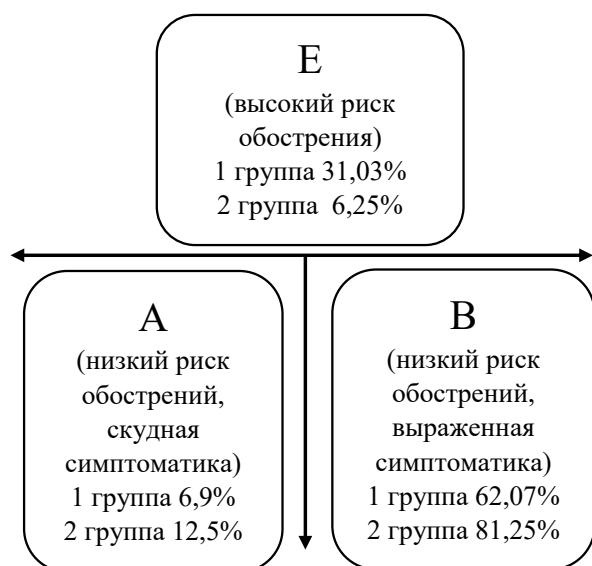 Е
(высокий риск
обострения)
1 группа 31,03%
2 группа 6,25%
А
(низкий риск
обострений,
скудная
симптоматика)
1 группа 6,9%
2 группа 12,5%
В
(низкий риск
обострений,
выраженная
симптоматика)
1 группа 62,07%
2 группа 81,25%